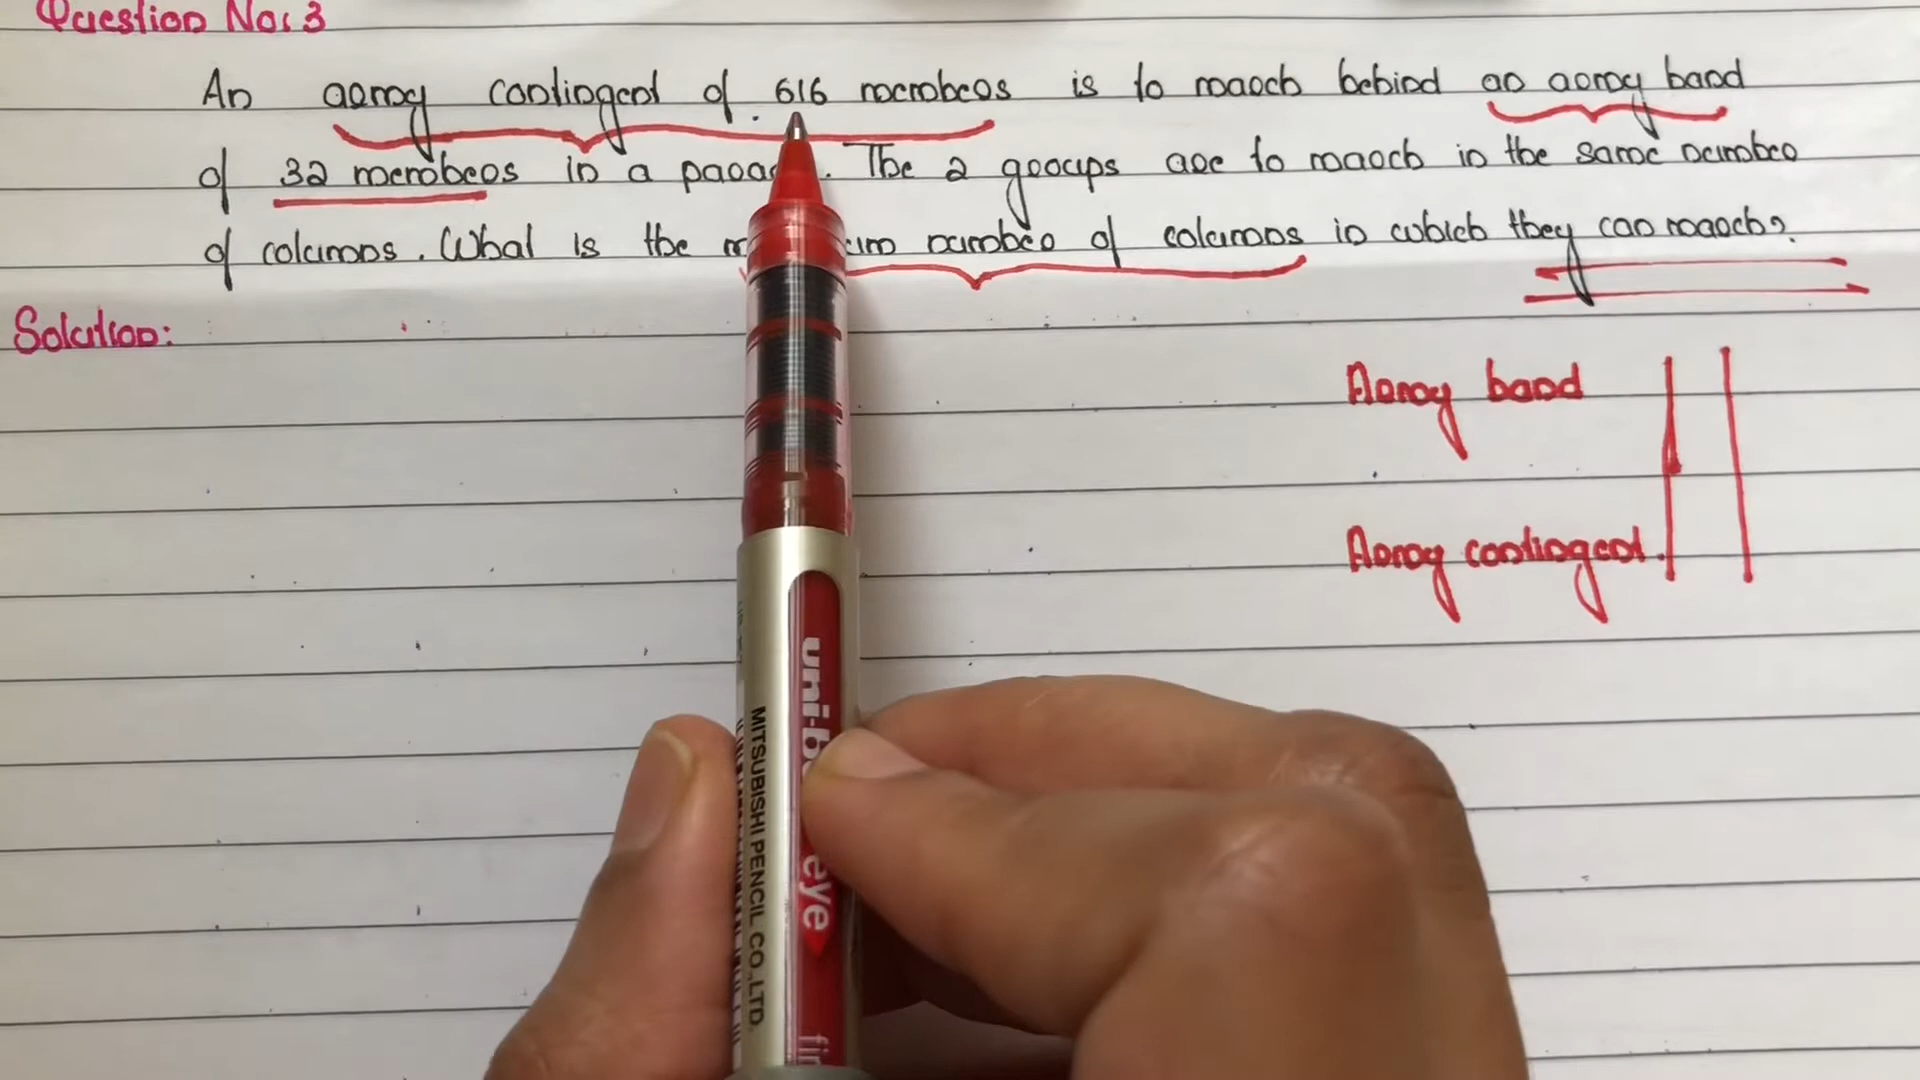 Question No: 3
An army contingent of 616 members is to march behind an army band
of 32 members in a . The 2 groups are to march in the same number
of columns. What is the number of columns in which they can march?
Solution:
Army band
Army contingent.
uni-b eye
MITSUBISHI PENCIL CO.,LTD.